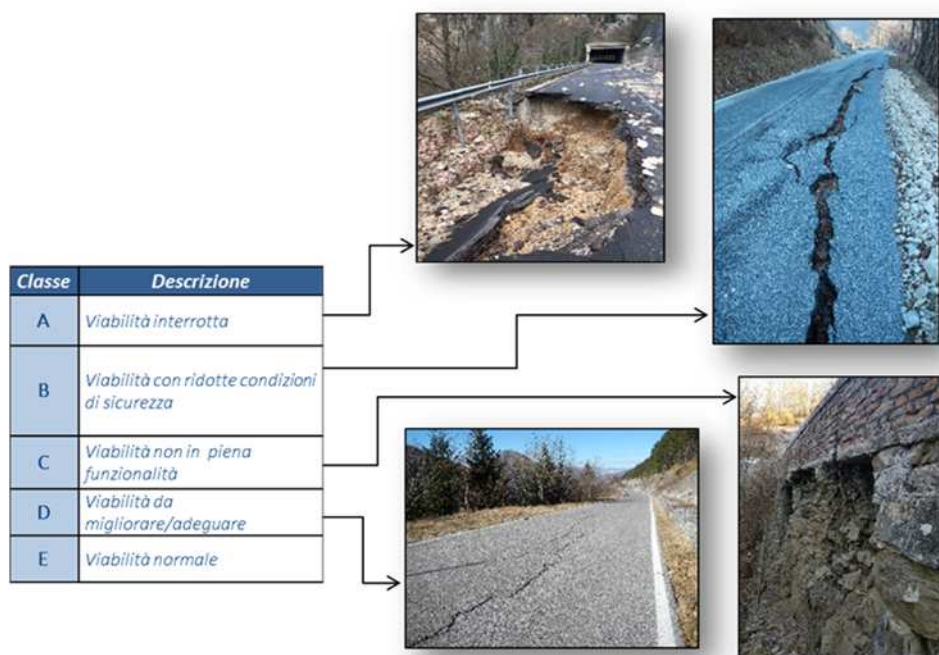 Classe Descrizione
A Viabilità interrotta
B Viabilità con ridotte condizioni
di sicurezza
C Viabilità non in piena
funzionalità
D Viabilità da
migliorare/adeguare
E Viabilità normale